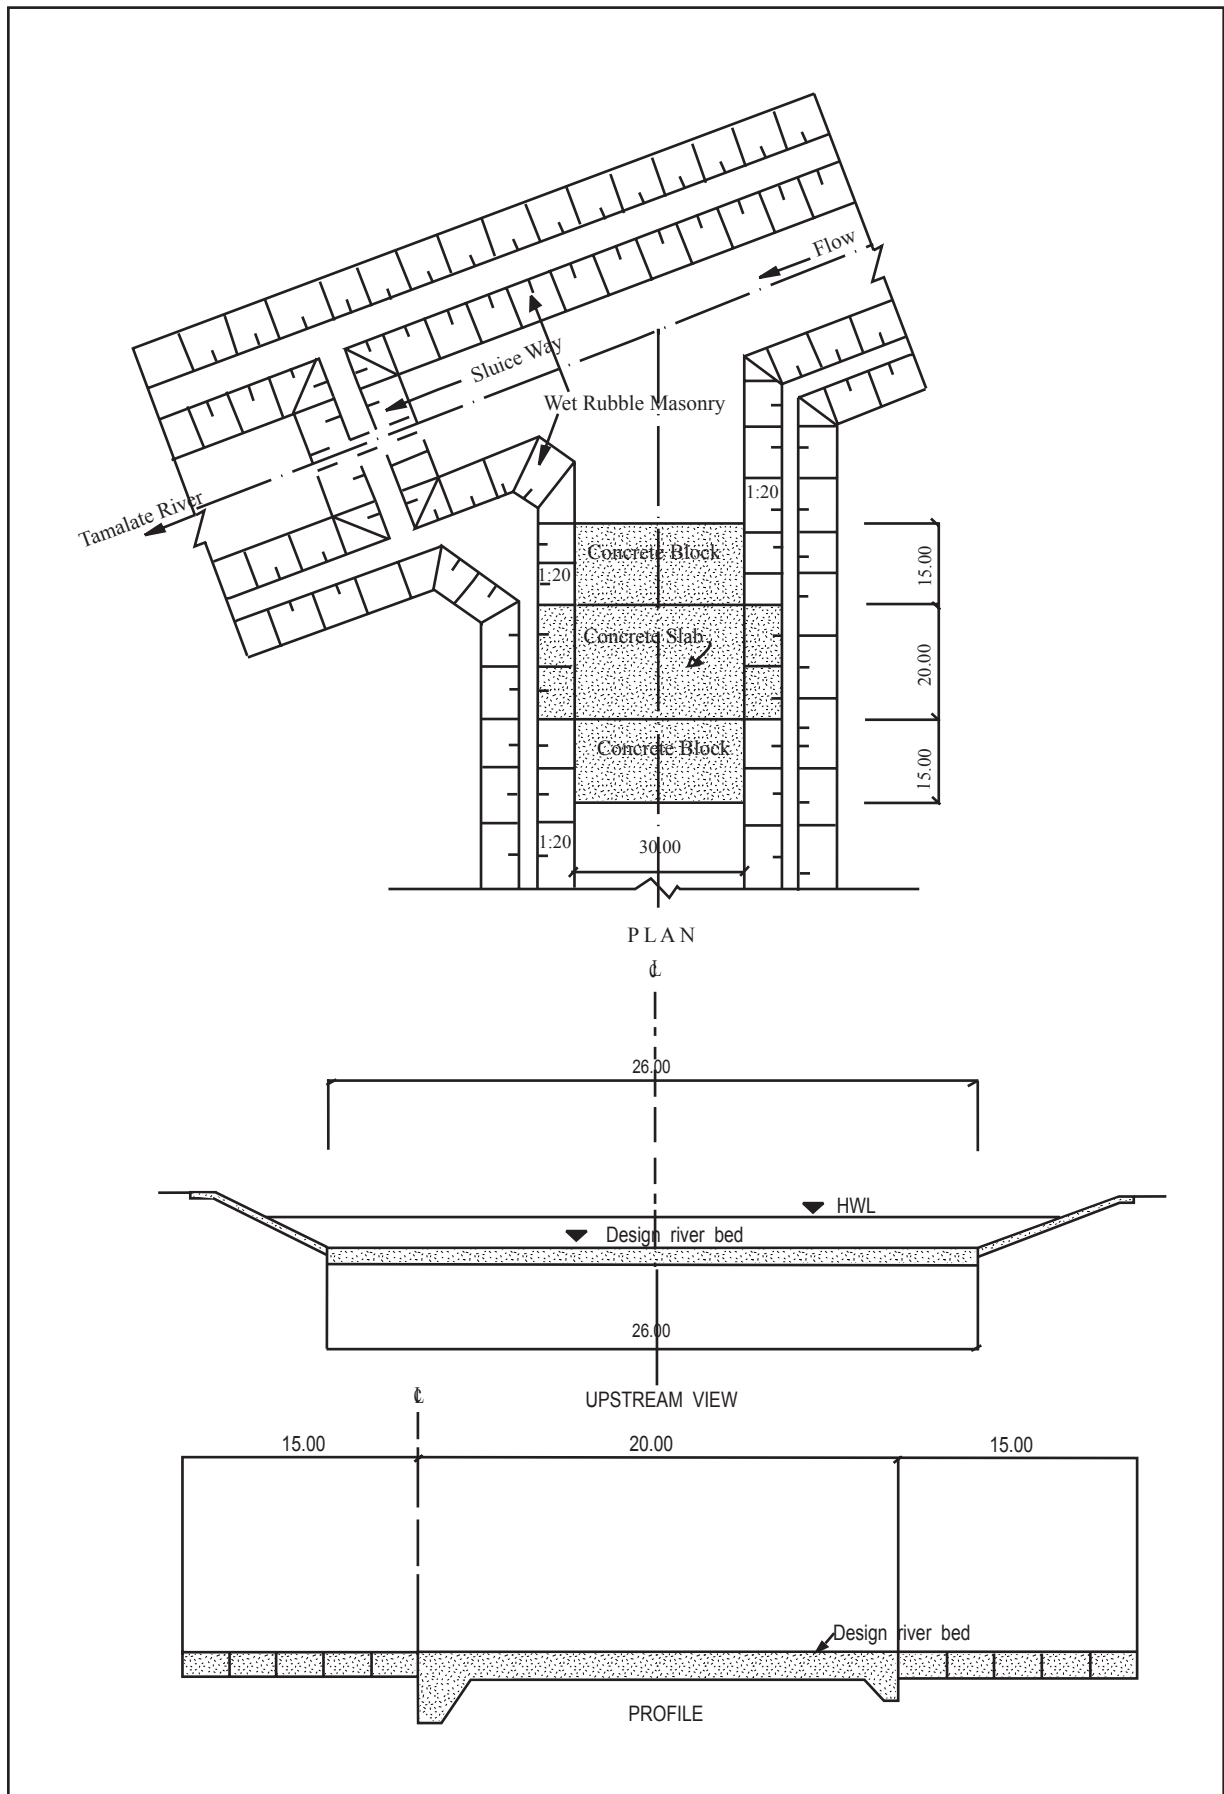 Flow
Sluice Way
Wet Rubble Masonry
1:20
Tamalate River
Concrete Block
15.00
1:20
Concrete Slab
20.00
Concrete Block
15.00
1:20
30.00
PLAN
℄
26.00
HWL
Design river bed
26.00
UPSTREAM VIEW
℄
15.00
20.00
15.00
Design river bed
PROFILE